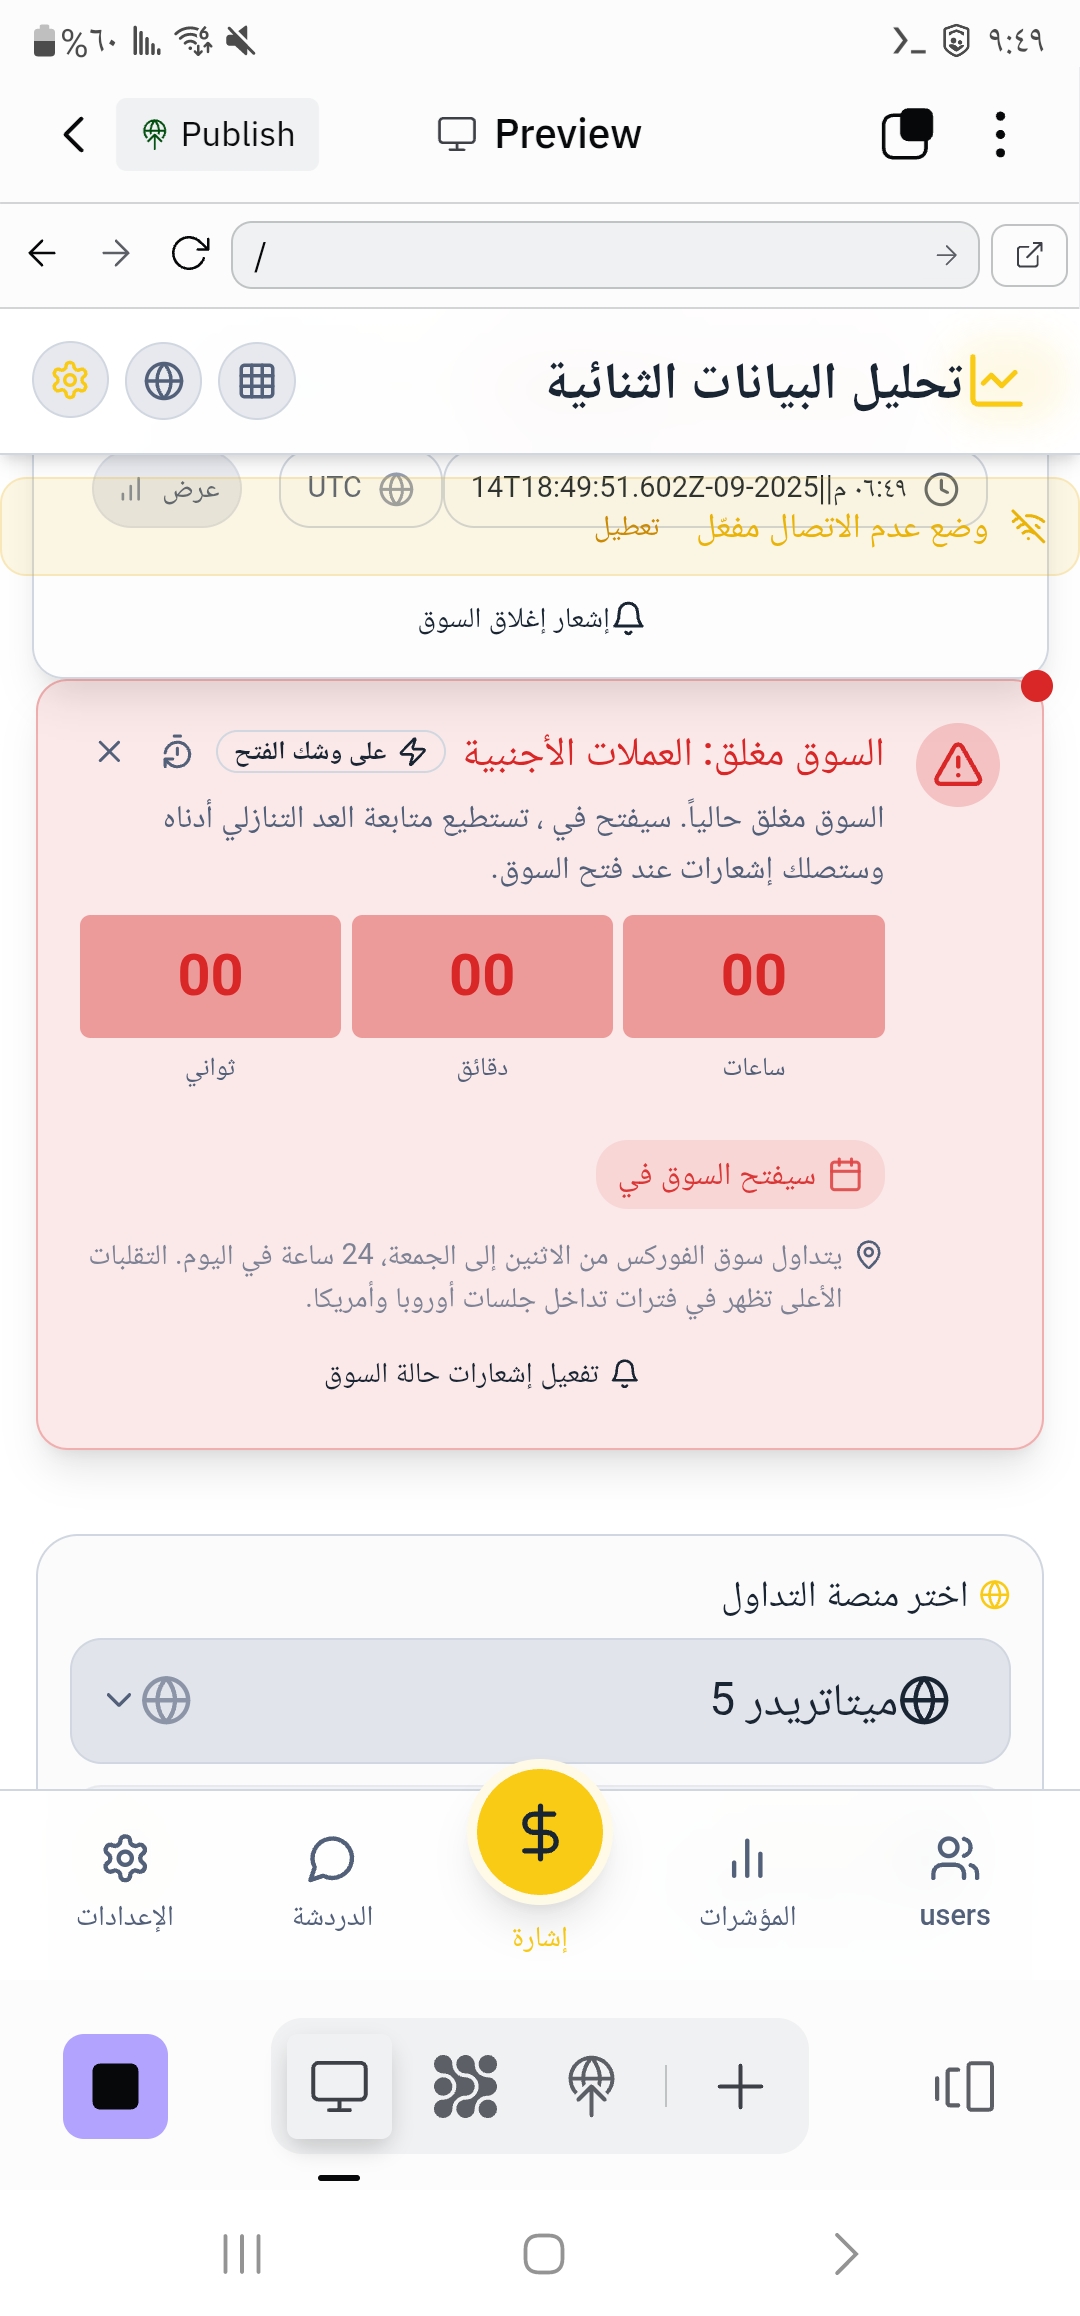 ٩:٤٩
%٦٠
Publish
Preview
/
تحليل البيانات الثنائية
٠٦:٤٩ م||2025-09-14T18:49:51.602Z
UTC
عرض
وضع عدم الاتصال مفعّل
تعطيل
إشعار إغلاق السوق
السوق مغلق: العملات الأجنبية
على وشك الفتح
السوق مغلق حالياً. سيفتح في ، تستطيع متابعة العد التنازلي أدناه
وستصلك إشعارات عند فتح السوق.
00 00 00
ساعات دقائق ثواني
سيفتح السوق في
يتداول سوق الفوركس من الاثنين إلى الجمعة، 24 ساعة في اليوم. التقلبات
الأعلى تظهر في فترات تداخل جلسات أوروبا وأمريكا.
تفعيل إشعارات حالة السوق
اختر منصة التداول
ميتاتريدر 5
users
المؤشرات
إشارة
الدردشة
الإعدادات